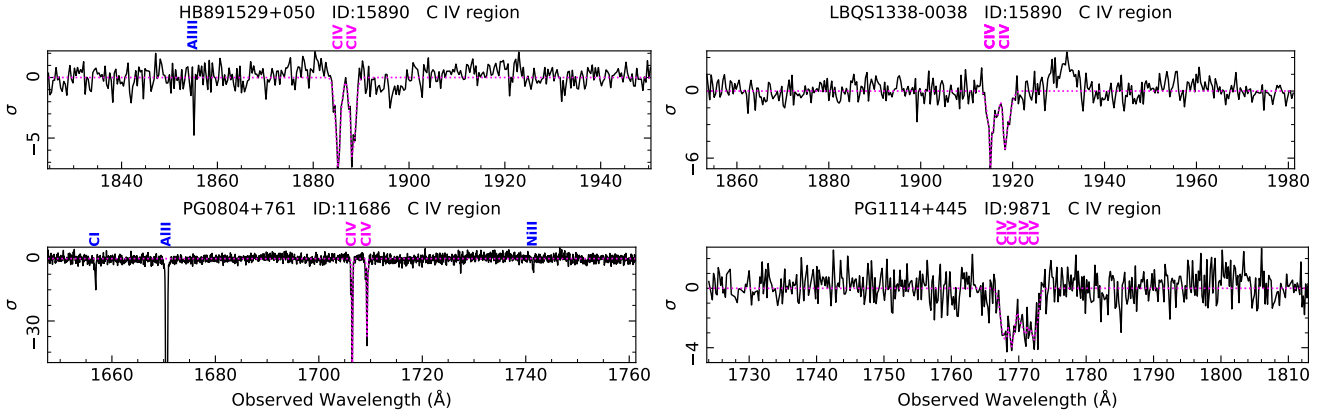 HB891529+050 ID:15890 C IV region
AlIII CIV CIV
0
−5
σ
1840 1860 1880 1900 1920 1940
LBQS1338-0038 ID:15890 C IV region
CIV CIV
0
−6
σ
1860 1880 1900 1920 1940 1960 1980
PG0804+761 ID:11686 C IV region
CI AlII CIV CIV NiII
0
−30
σ
1660 1680 1700 1720 1740 1760
Observed Wavelength (Å)
PG1114+445 ID:9871 C IV region
CIV CIV CIV CIV
0
−4
σ
1730 1740 1750 1760 1770 1780 1790 1800 1810
Observed Wavelength (Å)